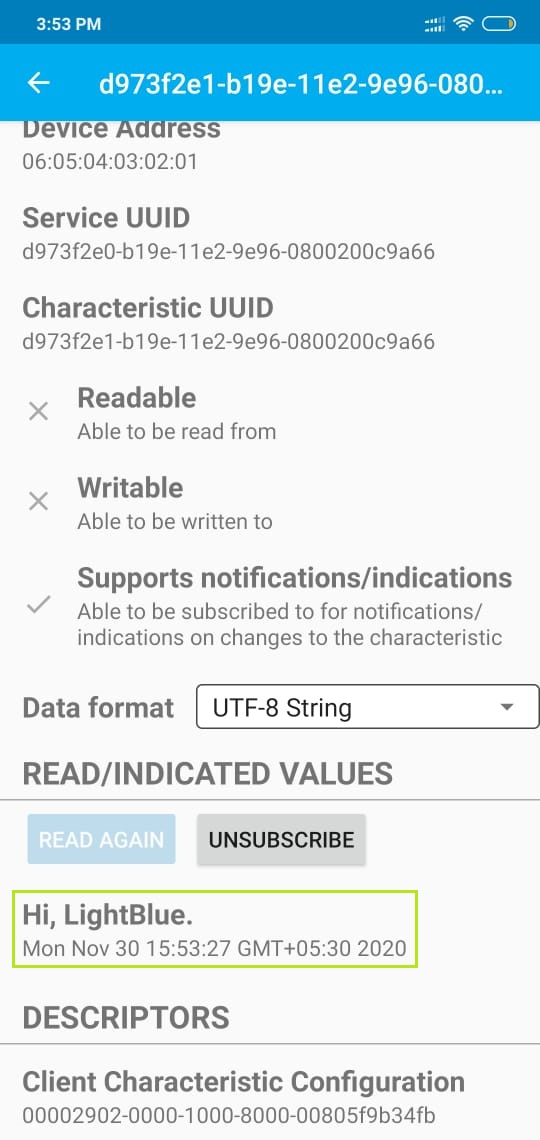 3:53 PM
d973f2e1-b19e-11e2-9e96-080...
Device Address
06:05:04:03:02:01
Service UUID
d973f2e0-b19e-11e2-9e96-0800200c9a66
Characteristic UUID
d973f2e1-b19e-11e2-9e96-0800200c9a66
Readable
Able to be read from
Writable
Able to be written to
Supports notifications/indications
Able to be subscribed to for notifications/
indications on changes to the characteristic
Data format UTF-8 String
READ/INDICATED VALUES
READ AGAIN UNSUBSCRIBE
Hi, LightBlue.
Mon Nov 30 15:53:27 GMT+05:30 2020
DESCRIPTORS
Client Characteristic Configuration
00002902-0000-1000-8000-00805f9b34fb